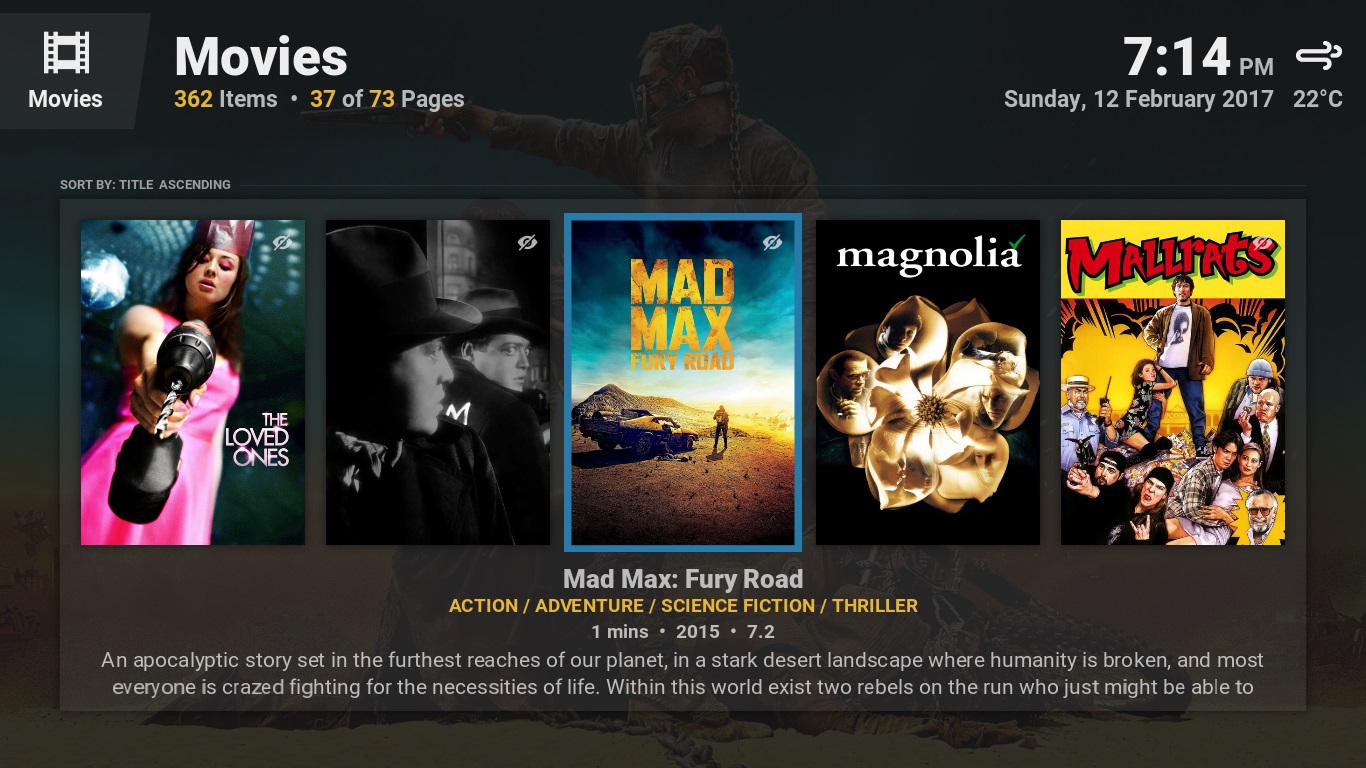 Movies
Movies
362 Items • 37 of 73 Pages
7:14 PM
Sunday, 12 February 2017 22°C
SORT BY: TITLE ASCENDING
THE
LOVED
ONES
M
MAD
MAX
FURY ROAD
magnolia
MALLRATS
Mad Max: Fury Road
ACTION / ADVENTURE / SCIENCE FICTION / THRILLER
1 mins • 2015 • 7.2
An apocalyptic story set in the furthest reaches of our planet, in a stark desert landscape where humanity is broken, and most
everyone is crazed fighting for the necessities of life. Within this world exist two rebels on the run who just might be able to